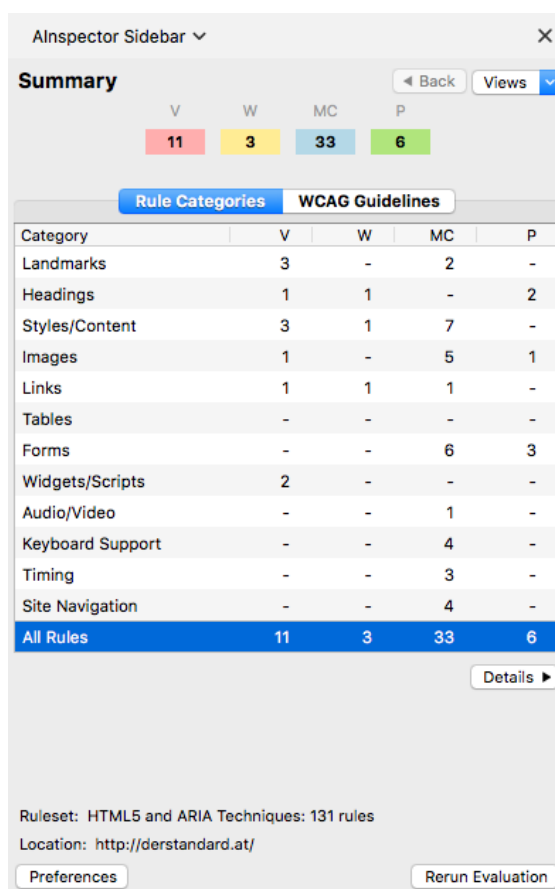 AInspector Sidebar
Summary
◀ Back Views
V W MC P
11 3 33 6
Rule Categories WCAG Guidelines
Category V W MC P
Landmarks 3 - 2 -
Headings 1 1 - 2
Styles/Content 3 1 7 -
Images 1 - 5 1
Links 1 1 1 -
Tables - - - -
Forms - - 6 3
Widgets/Scripts 2 - - -
Audio/Video - - 1 -
Keyboard Support - - 4 -
Timing - - 3 -
Site Navigation - - 4 -
All Rules 11 3 33 6
Details ▶
Ruleset: HTML5 and ARIA Techniques: 131 rules
Location: http://derstandard.at/
Preferences Rerun Evaluation